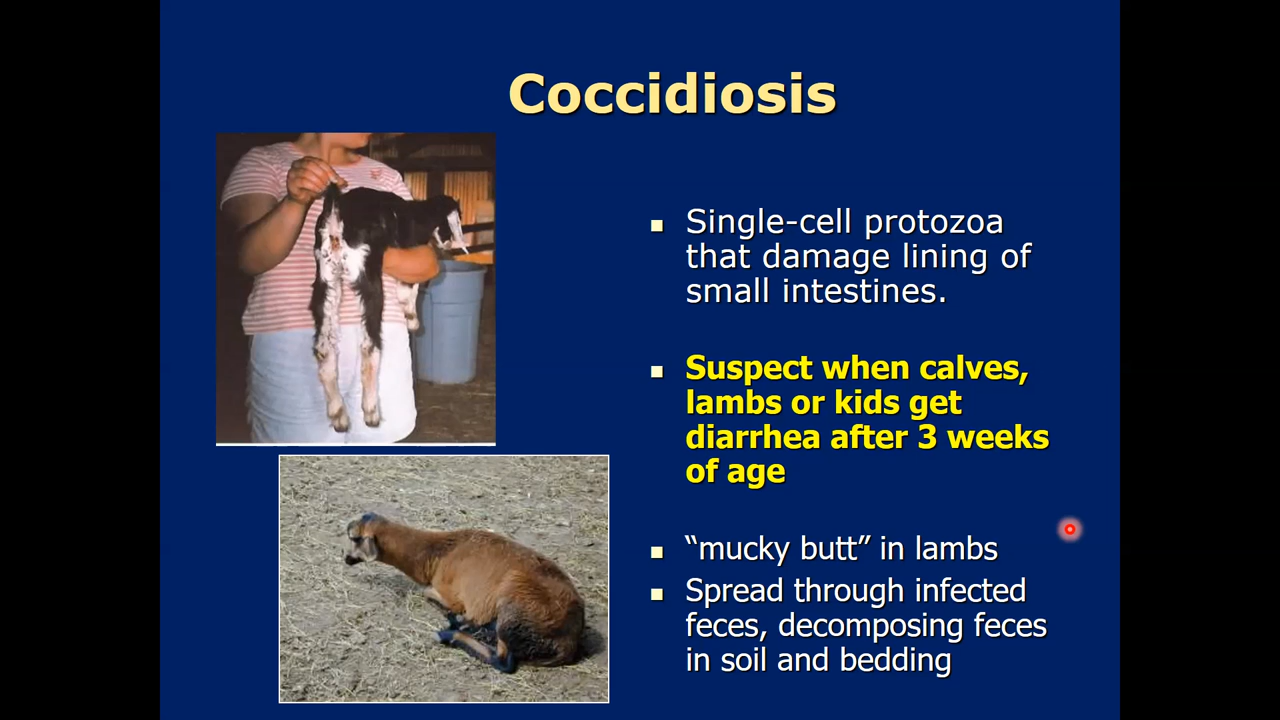 Coccidiosis
Single-cell protozoa
that damage lining of
small intestines.
Suspect when calves,
lambs or kids get
diarrhea after 3 weeks
of age
“mucky butt” in lambs
Spread through infected
feces, decomposing feces
in soil and bedding